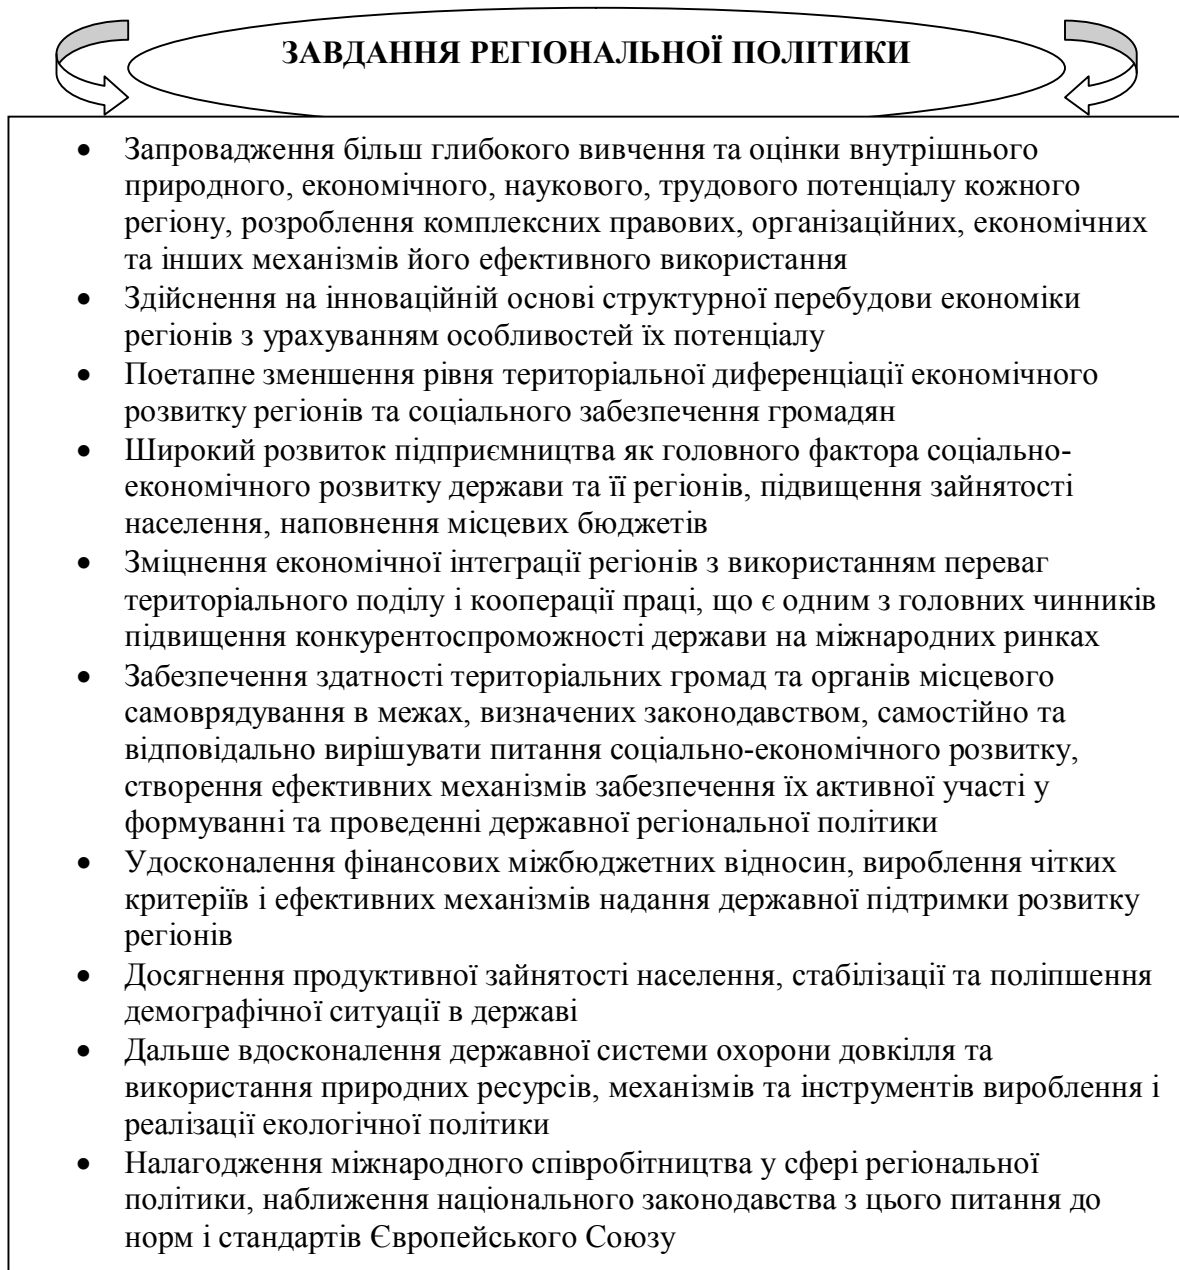 ЗАВДАННЯ РЕГІОНАЛЬНОЇ ПОЛІТИКИ
• Запровадження більш глибокого вивчення та оцінки внутрішнього
природного, економічного, наукового, трудового потенціалу кожного
регіону, розроблення комплексних правових, організаційних, економічних
та інших механізмів його ефективного використання
• Здійснення на інноваційній основі структурної перебудови економіки
регіонів з урахуванням особливостей їх потенціалу
• Поетапне зменшення рівня територіальної диференціації економічного
розвитку регіонів та соціального забезпечення громадян
• Широкий розвиток підприємництва як головного фактора соціально-
економічного розвитку держави та її регіонів, підвищення зайнятості
населення, наповнення місцевих бюджетів
• Зміцнення економічної інтеграції регіонів з використанням переваг
територіального поділу і кооперації праці, що є одним з головних чинників
підвищення конкурентоспроможності держави на міжнародних ринках
• Забезпечення здатності територіальних громад та органів місцевого
самоврядування в межах, визначених законодавством, самостійно та
відповідально вирішувати питання соціально-економічного розвитку,
створення ефективних механізмів забезпечення їх активної участі у
формуванні та проведенні державної регіональної політики
• Удосконалення фінансових міжбюджетних відносин, вироблення чітких
критеріїв і ефективних механізмів надання державної підтримки розвитку
регіонів
• Досягнення продуктивної зайнятості населення, стабілізації та поліпшення
демографічної ситуації в державі
• Дальше вдосконалення державної системи охорони довкілля та
використання природних ресурсів, механізмів та інструментів вироблення і
реалізації екологічної політики
• Налагодження міжнародного співробітництва у сфері регіональної
політики, наближення національного законодавства з цього питання до
норм і стандартів Європейського Союзу